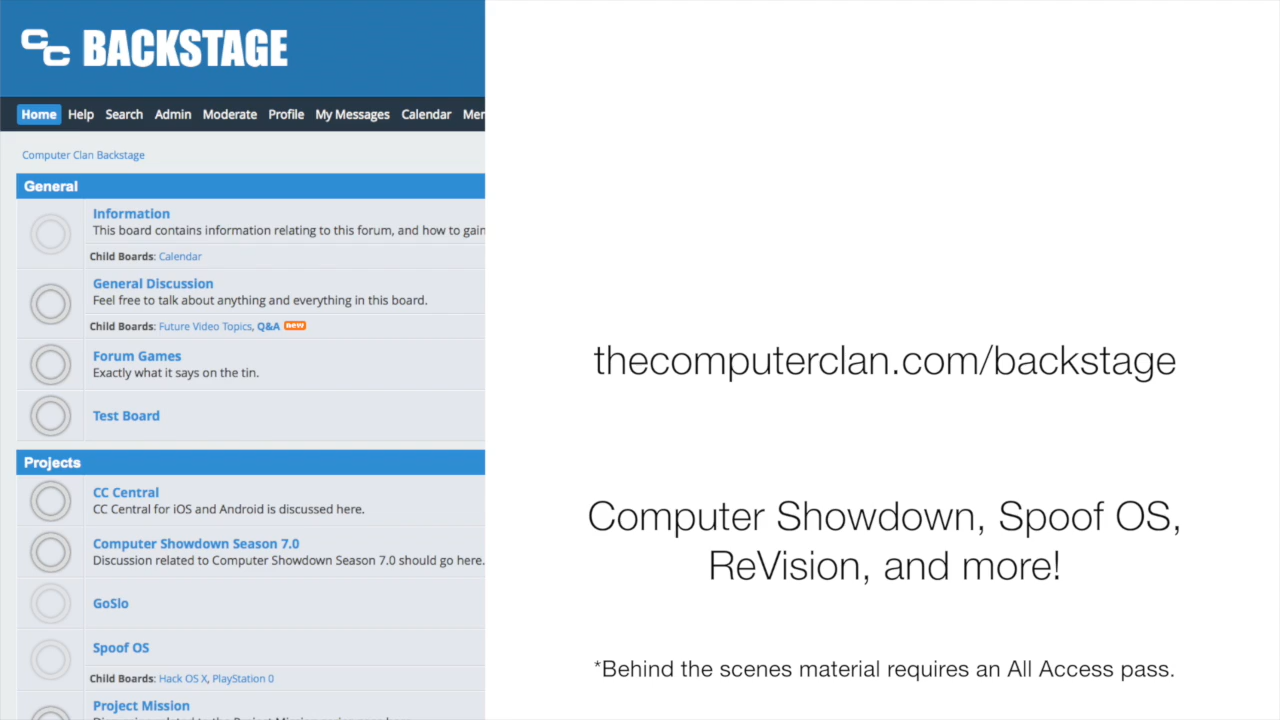 CC BACKSTAGE
Home Help Search Admin Moderate Profile My Messages Calendar
Computer Clan Backstage
General
Information
This board contains information relating to this forum, and how to gain
Child Boards: Calendar
General Discussion
Feel free to talk about anything and everything in this board.
Child Boards: Future Video Topics, Q&A new
Forum Games
Exactly what it says on the tin.
Test Board
Projects
CC Central
CC Central for iOS and Android is discussed here.
Computer Showdown Season 7.0
Discussion related to Computer Showdown Season 7.0 should go here.
GoSlo
Spoof OS
Child Boards: Hack OS X, PlayStation 0
Project Mission
thecomputerclan.com/backstage
Computer Showdown, Spoof OS,
ReVision, and more!
*Behind the scenes material requires an All Access pass.